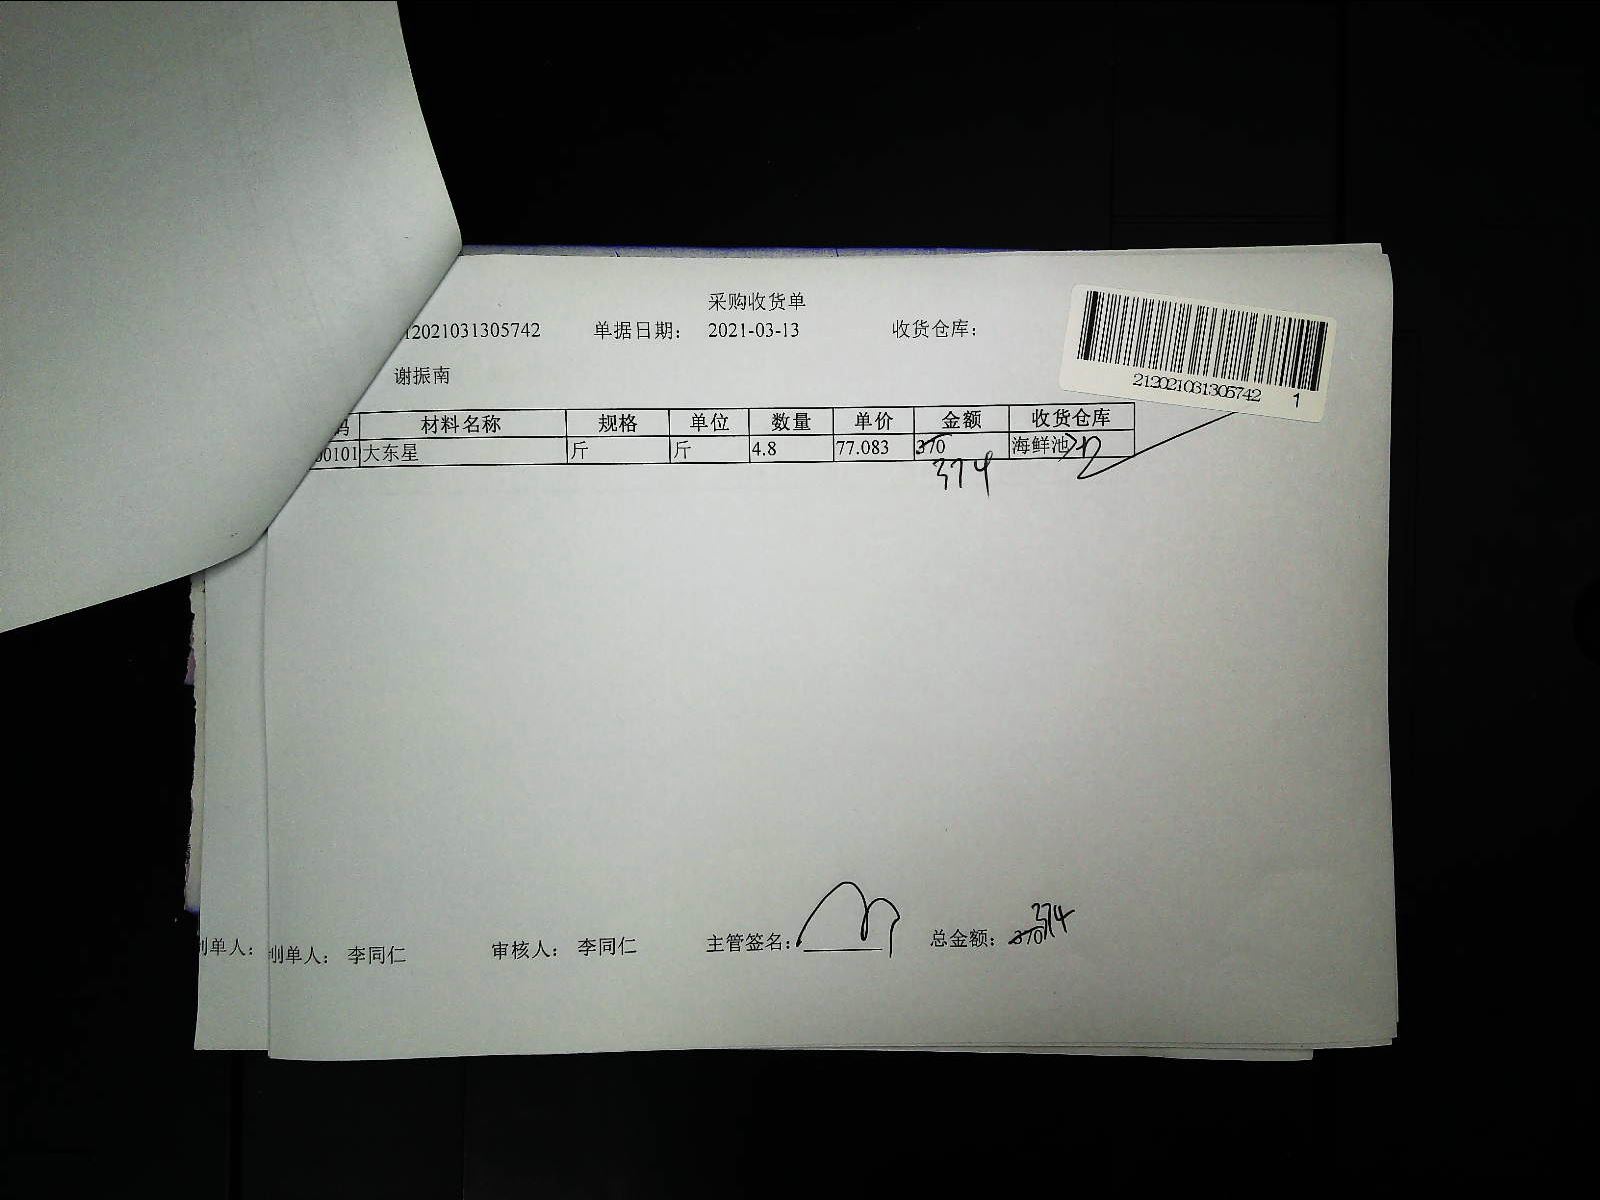 采购收货单
12021031305742 单据日期: 2021-03-13 收货仓库:
212021031305742 1
谢振南
码 材料名称 规格 单位 数量 单价 金额 收货仓库
00101 大东星 斤 斤 4.8 77.083 370 海鲜池
374
374
制单人: 制单人: 李同仁 审核人: 李同仁 主管签名: 总金额: 370